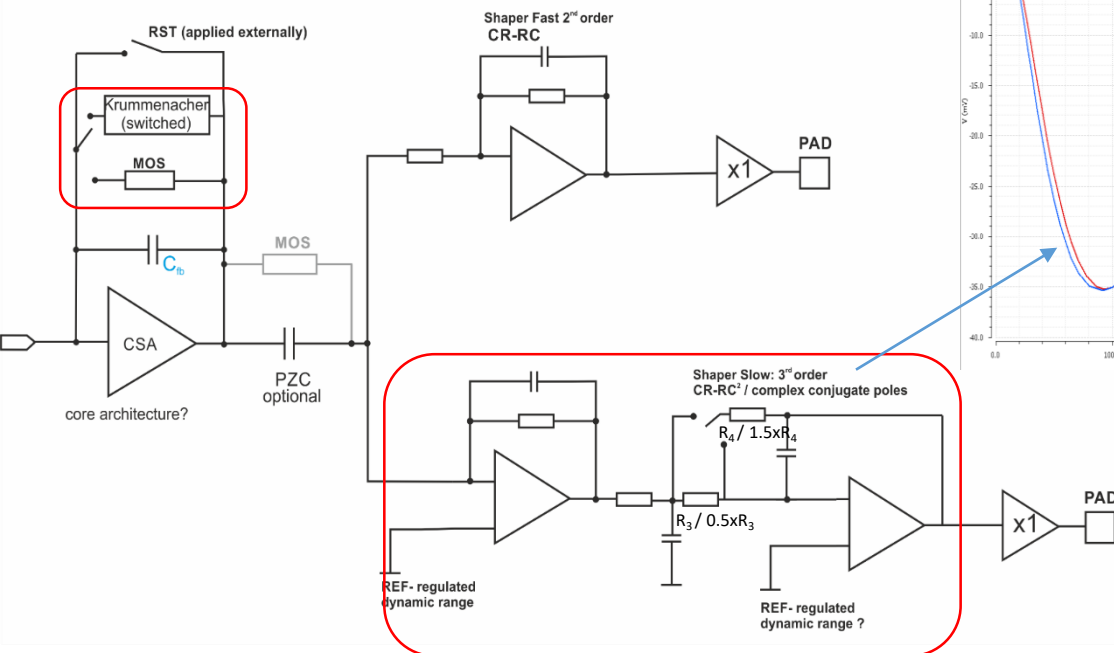 RST (applied externally)
Krummenacher
(switched)
MOS
C_fb
MOS
CSA
PZC
optional
core architecture?
Shaper Fast 2nd order
CR-RC
x1
PAD
Shaper Slow: 3rd order
CR-RC² / complex conjugate poles
R4 / 1.5xR4
R3 / 0.5xR3
REF- regulated
dynamic range
REF- regulated
dynamic range ?
x1
PAD
V (mV)
-10.0
-15.0
-20.0
-25.0
-30.0
-35.0
-40.0
0.0
100